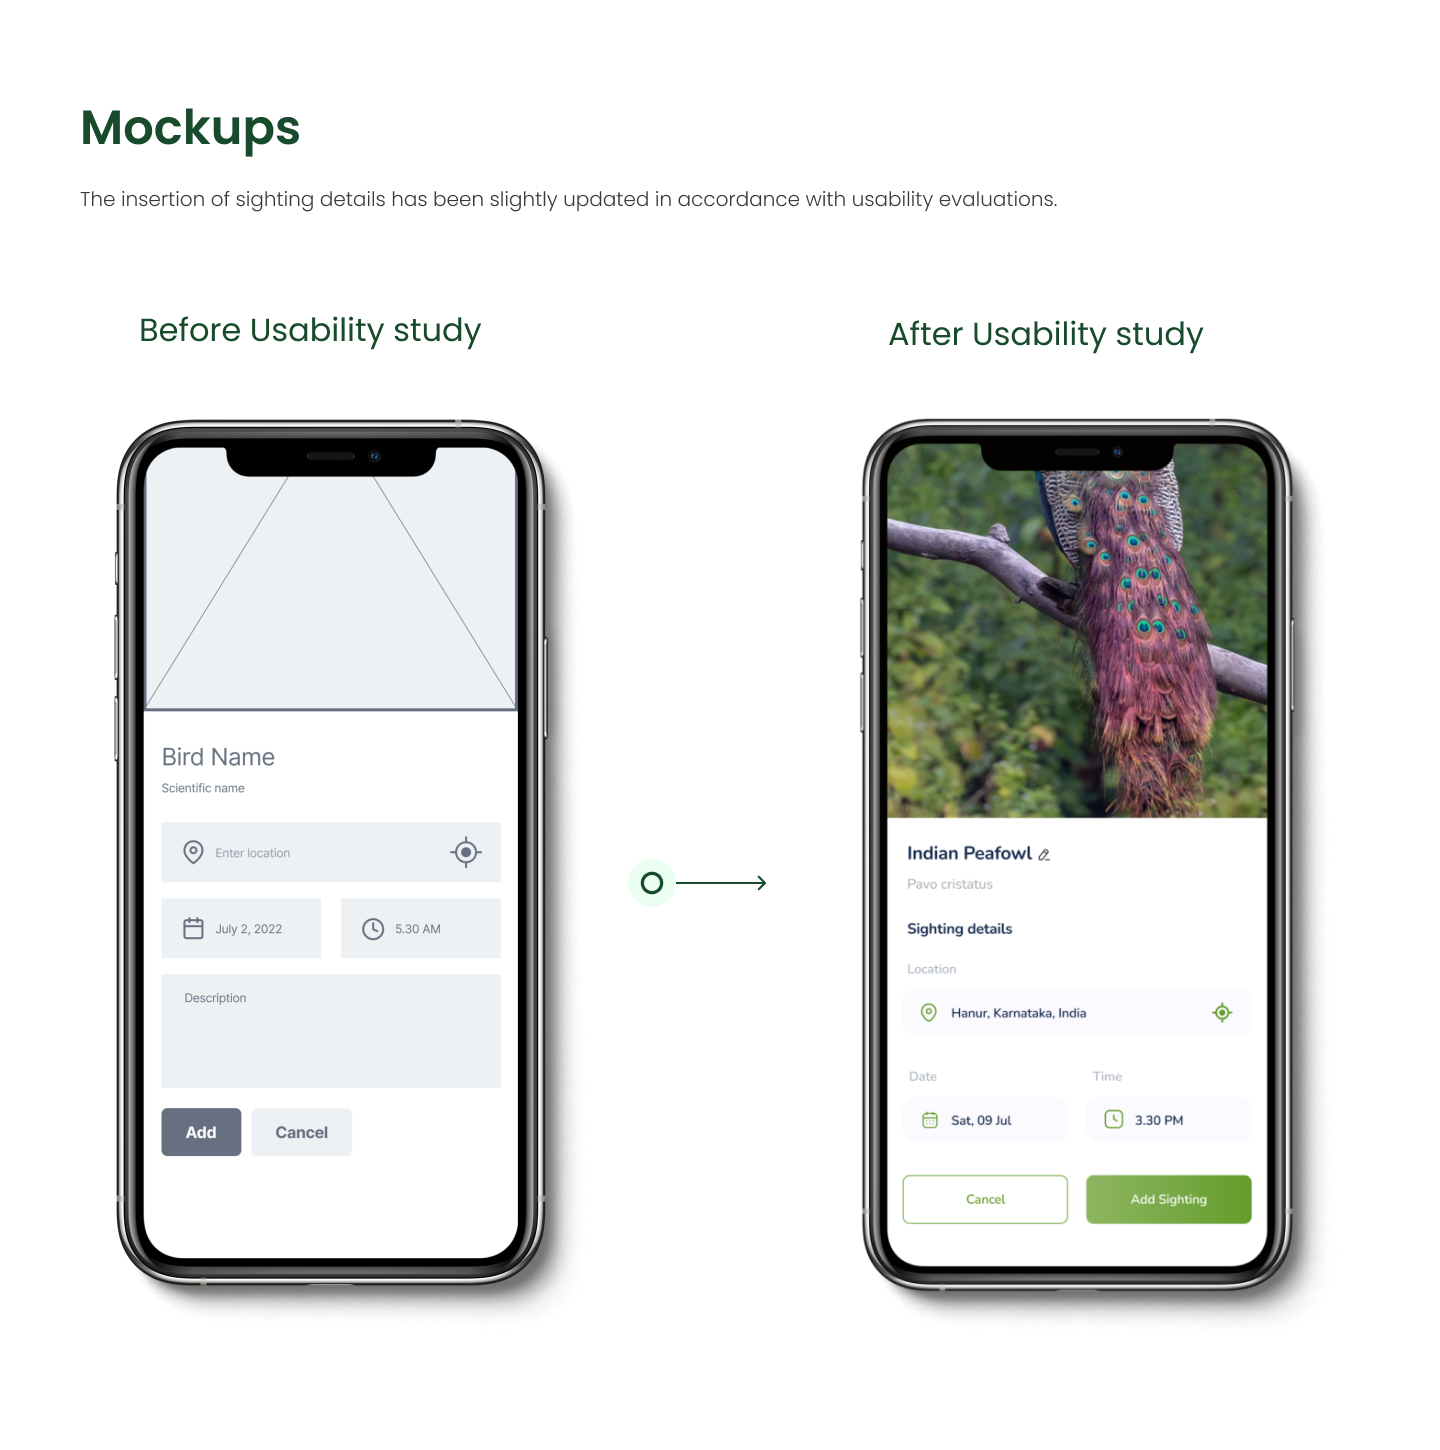 Mockups
The insertion of sighting details has been slightly updated in accordance with usability evaluations.
Before Usability study
After Usability study
Bird Name
Scientific name
Enter location
July 2, 2022
5.30 AM
Description
Add
Cancel
Indian Peafowl
Pavo cristatus
Sighting details
Location
Hanur, Karnataka, India
Date
Time
Sat, 09 Jul
3.30 PM
Cancel
Add Sighting